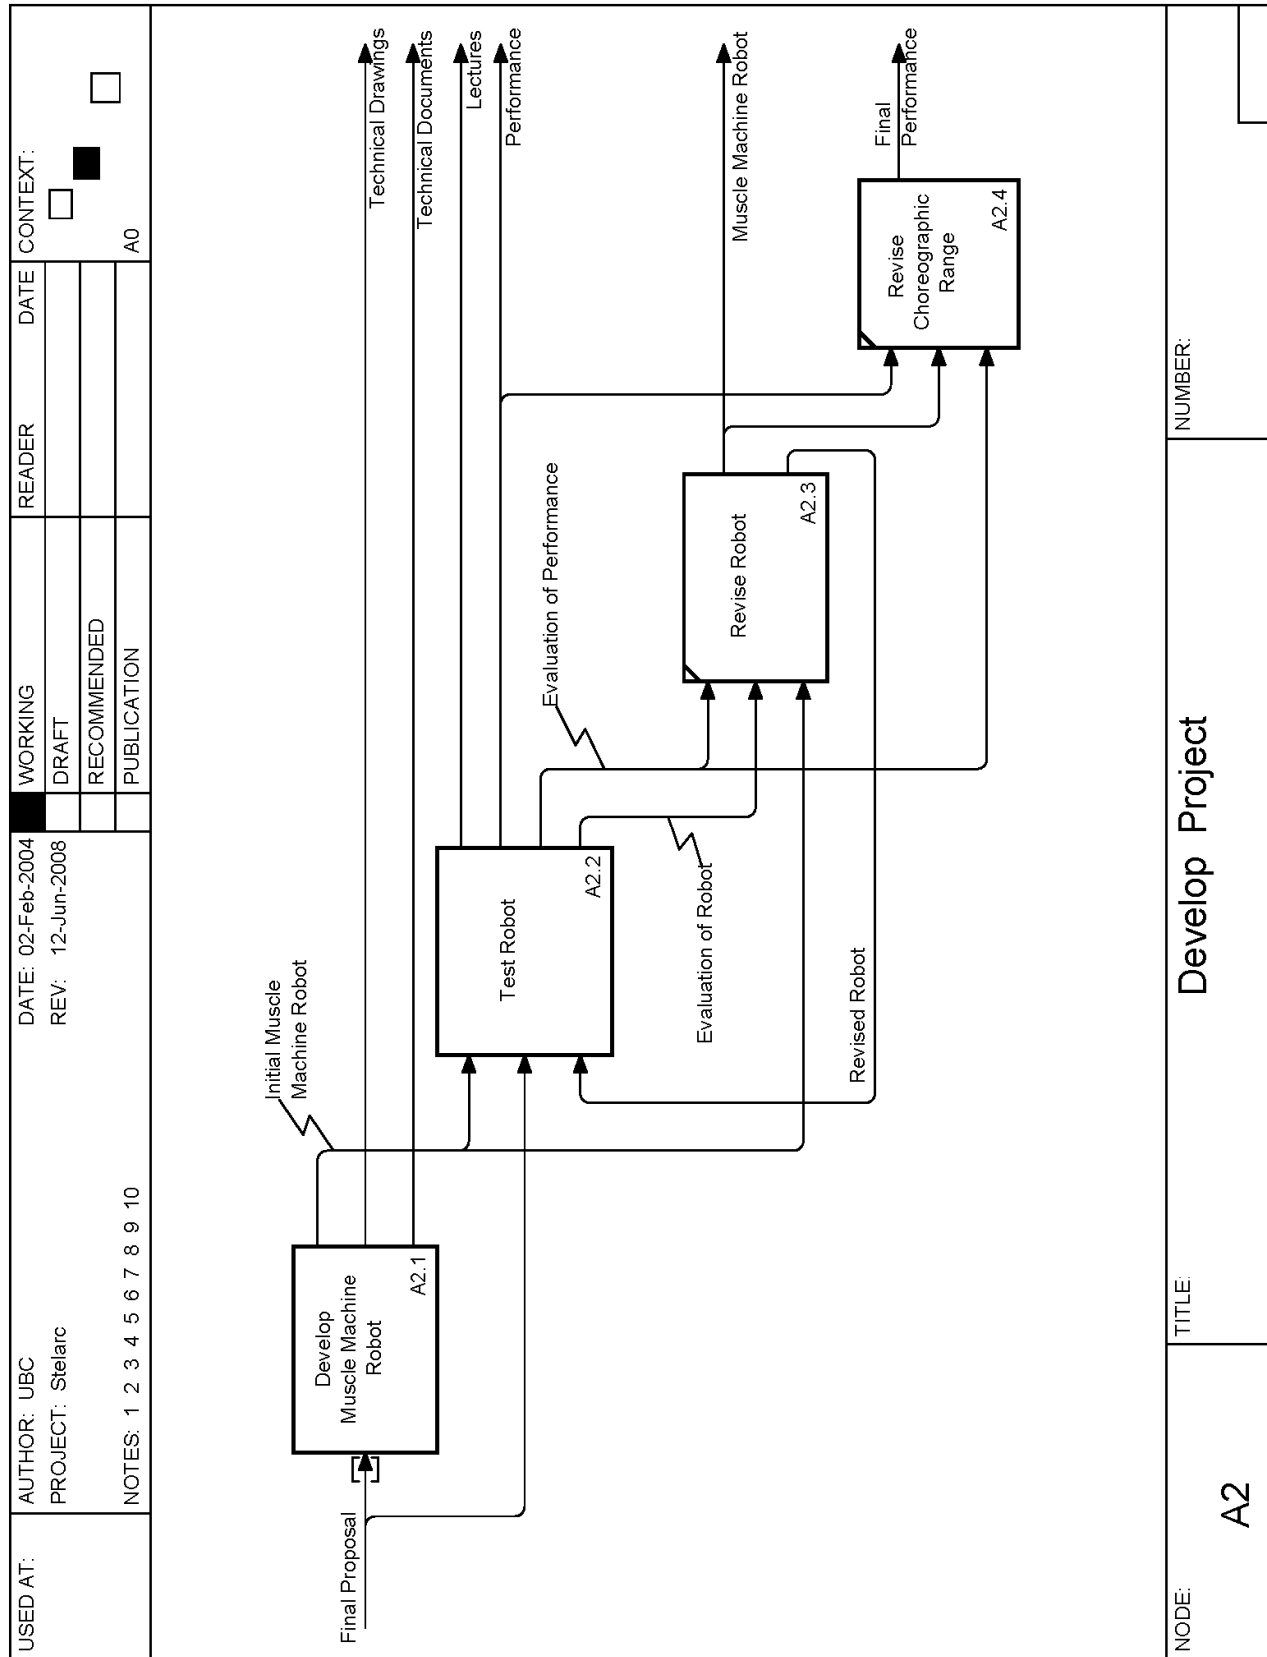 USED AT:
AUTHOR: UBC
PROJECT: Stelarc
NOTES: 1 2 3 4 5 6 7 8 9 10
DATE: 02-Feb-2004
REV: 12-Jun-2008
WORKING
DRAFT
RECOMMENDED
PUBLICATION
READER
DATE
CONTEXT:
A0
Final Proposal
Develop
Muscle Machine
Robot
A2.1
Initial Muscle
Machine Robot
Technical Drawings
Technical Documents
Lectures
Performance
Test Robot
A2.2
Evaluation of Performance
Evaluation of Robot
Revise Robot
A2.3
Muscle Machine Robot
Revised Robot
Revise
Choreographic
Range
A2.4
Final
Performance
NODE:
A2
TITLE:
Develop Project
NUMBER: